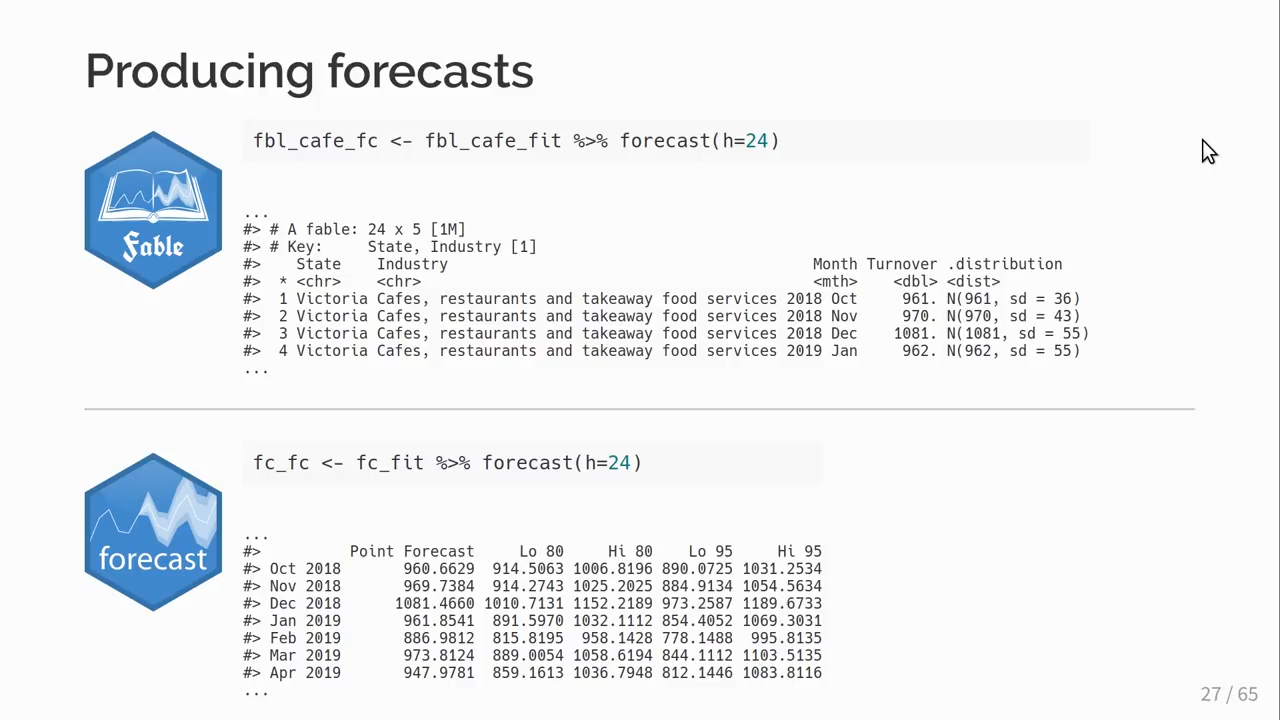 Producing forecasts
fbl_cafe_fc <- fbl_cafe_fit %>% forecast(h=24)
Fable
...
#> # A fable: 24 x 5 [1M]
#> # Key:     State, Industry [1]
#>    State    Industry                                         Month Turnover .distribution
#>  * <chr>    <chr>                                            <mth>    <dbl> <dist>
#>  1 Victoria Cafes, restaurants and takeaway food services 2018 Oct     961. N(961, sd = 36)
#>  2 Victoria Cafes, restaurants and takeaway food services 2018 Nov     970. N(970, sd = 43)
#>  3 Victoria Cafes, restaurants and takeaway food services 2018 Dec    1081. N(1081, sd = 55)
#>  4 Victoria Cafes, restaurants and takeaway food services 2019 Jan     962. N(962, sd = 55)
...
fc_fc <- fc_fit %>% forecast(h=24)
forecast
...
#>          Point Forecast     Lo 80     Hi 80    Lo 95     Hi 95
#> Oct 2018       960.6629  914.5063 1006.8196 890.0725 1031.2534
#> Nov 2018       969.7384  914.2743 1025.2025 884.9134 1054.5634
#> Dec 2018      1081.4660 1010.7131 1152.2189 973.2587 1189.6733
#> Jan 2019       961.8541  891.5970 1032.1112 854.4052 1069.3031
#> Feb 2019       886.9812  815.8195  958.1428 778.1488  995.8135
#> Mar 2019       973.8124  889.0054 1058.6194 844.1112 1103.5135
#> Apr 2019       947.9781  859.1613 1036.7948 812.1446 1083.8116
...
27 / 65